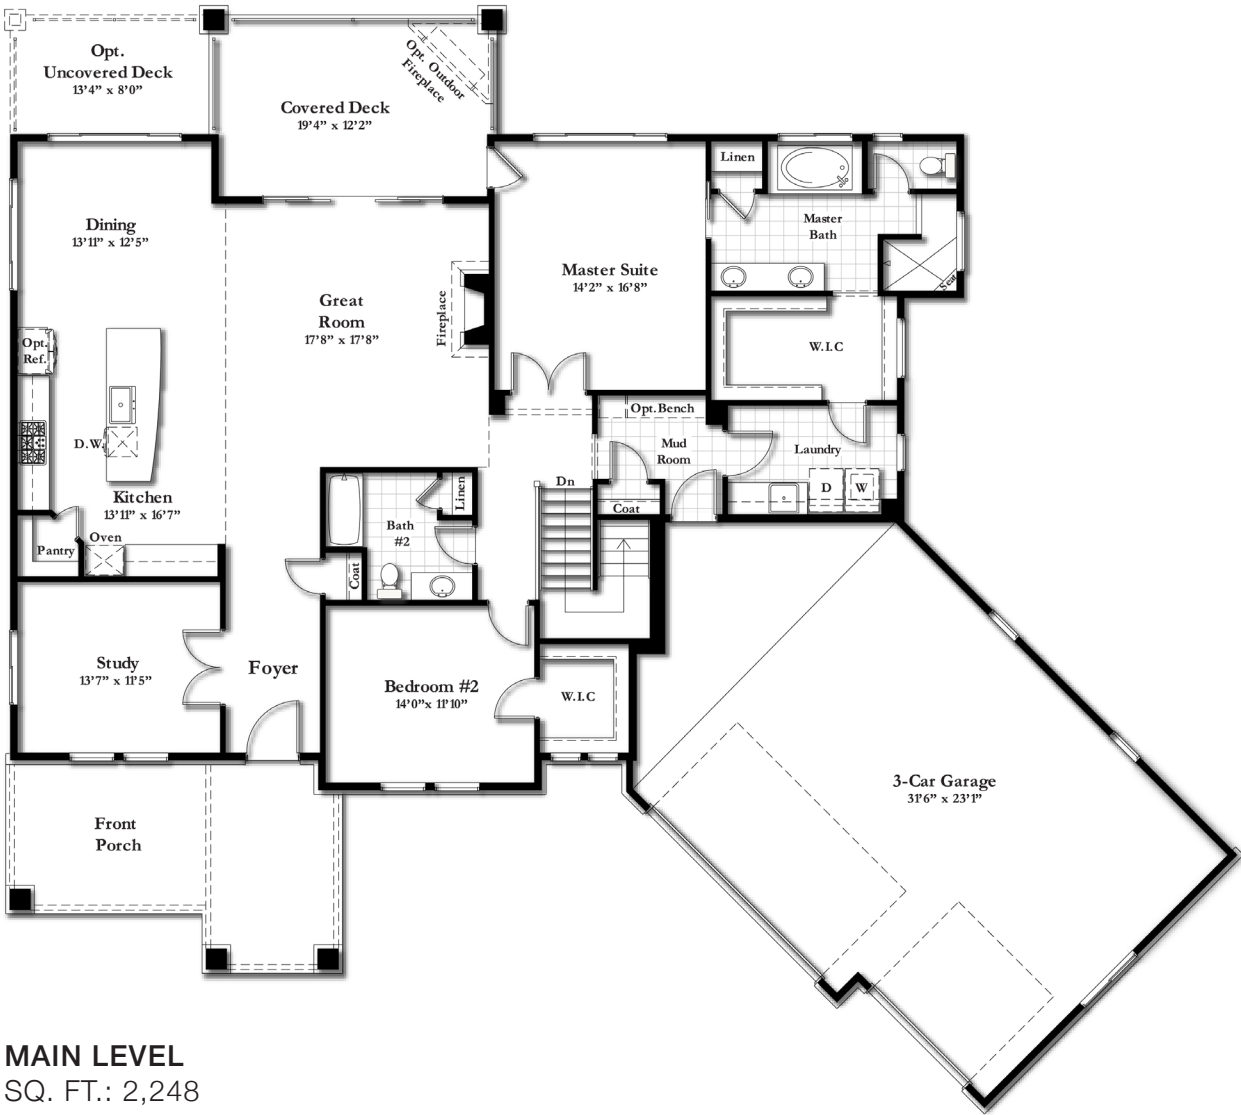 Opt.
Uncovered Deck
13'4" x 8'0"
Opt. Outdoor
Fireplace
Covered Deck
19'4" x 12'2"
Linen
Dining
13'11" x 12'5"
Master
Bath
Seat
Master Suite
14'2" x 16'8"
Great
Room
17'8" x 17'8"
Fireplace
Opt.
Ref.
W.I.C
Opt. Bench
Mud
Room
Laundry
D.W.
Kitchen
13'11" x 16'7"
Linen
Dn
D
W
Coat
Bath
#2
Oven
Pantry
Coat
Study
13'7" x 11'5"
Foyer
Bedroom #2
14'0"x 11'10"
W.I.C
3-Car Garage
31'6" x 23'1"
Front
Porch
MAIN LEVEL
SQ. FT.: 2,248